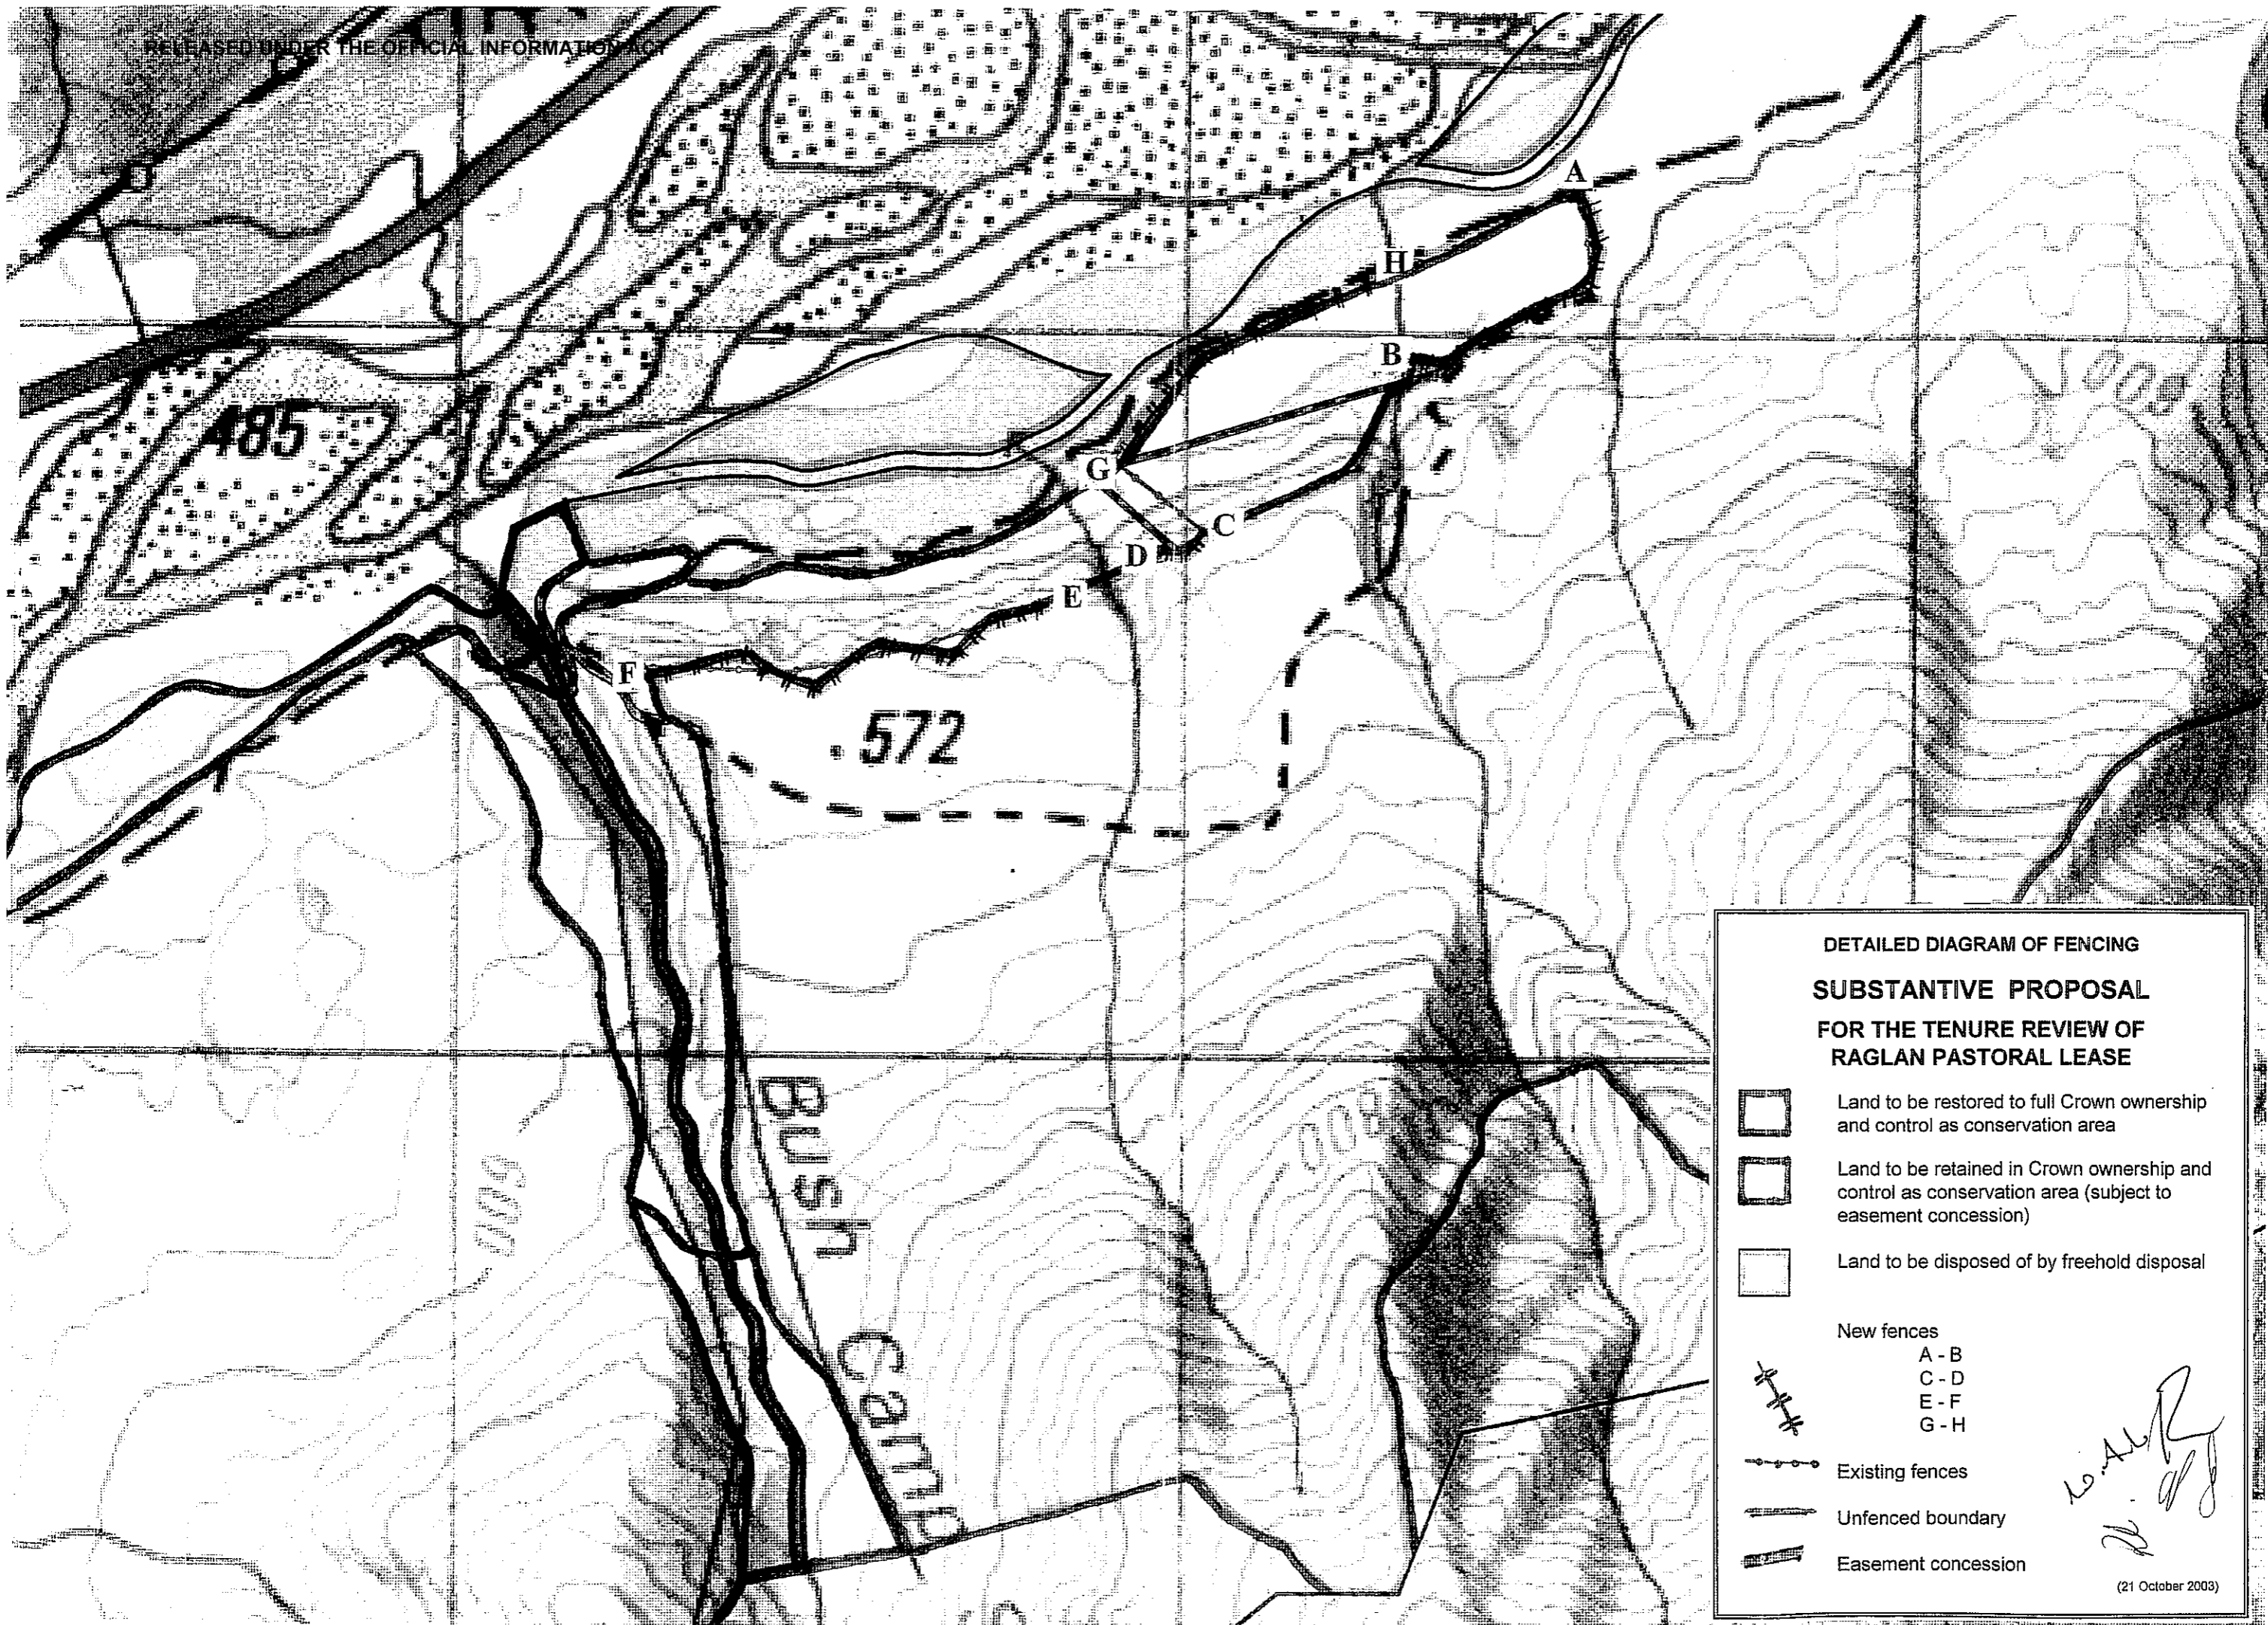 RELEASED UNDER THE OFFICIAL INFORMATION ACT
A
H
B
485
G
C
D
E
F
572
800
600
800
Bush Camp
DETAILED DIAGRAM OF FENCING
SUBSTANTIVE PROPOSAL
FOR THE TENURE REVIEW OF
RAGLAN PASTORAL LEASE
Land to be restored to full Crown ownership
and control as conservation area
Land to be retained in Crown ownership and
control as conservation area (subject to
easement concession)
Land to be disposed of by freehold disposal
New fences
A - B
C - D
E - F
G - H
Existing fences
Unfenced boundary
Easement concession
(21 October 2003)